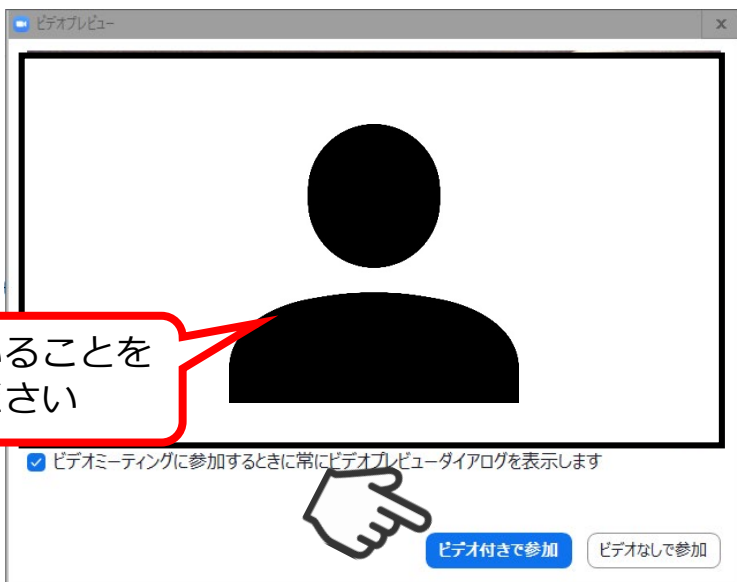 ビデオプレビュー
ることを
さい
ビデオミーティングに参加するときに常にビデオプレビューダイアログを表示します
ビデオ付きで参加
ビデオなしで参加